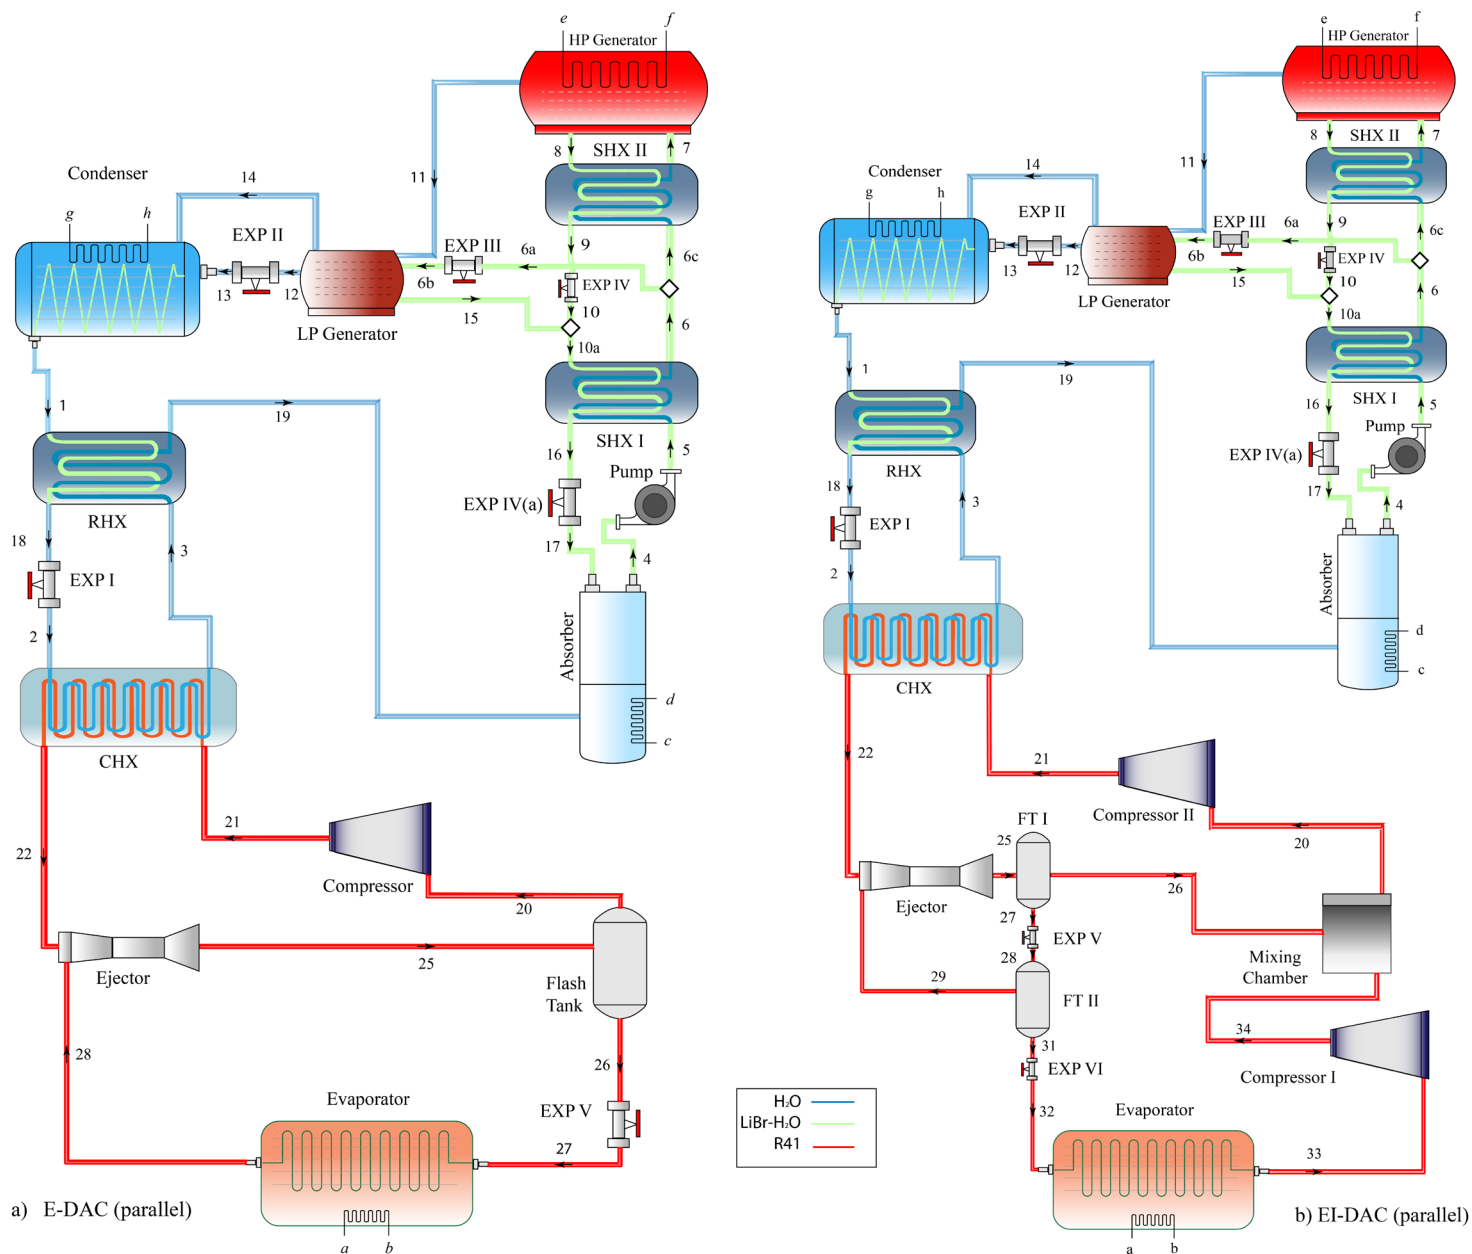 e
f
HP Generator
8
SHX II
7
11
Condenser
14
g
h
EXP II
EXP III
6a
9
6c
13
12
6b
EXP IV
10
LP Generator
15
6
10a
1
19
SHX I
16
5
Pump
RHX
EXP IV(a)
18
3
17
4
EXP I
2
Absorber
d
c
CHX
21
22
Compressor
20
Ejector
25
Flash
Tank
28
26
Evaporator
EXP V
27
a
b
a) E-DAC (parallel)
H₂O
LiBr-H₂O
R41
e
f
HP Generator
8
SHX II
7
11
Condenser
14
g
h
EXP II
EXP III
6a
9
6c
13
12
6b
EXP IV
10
LP Generator
15
6
10a
1
19
SHX I
16
5
Pump
RHX
EXP IV(a)
18
3
17
4
EXP I
2
Absorber
d
c
CHX
22
21
Compressor II
FT I
25
20
26
Ejector
27
EXP V
28
Mixing
Chamber
29
FT II
31
34
EXP VI
Compressor I
32
Evaporator
33
a
b
b) EI-DAC (parallel)